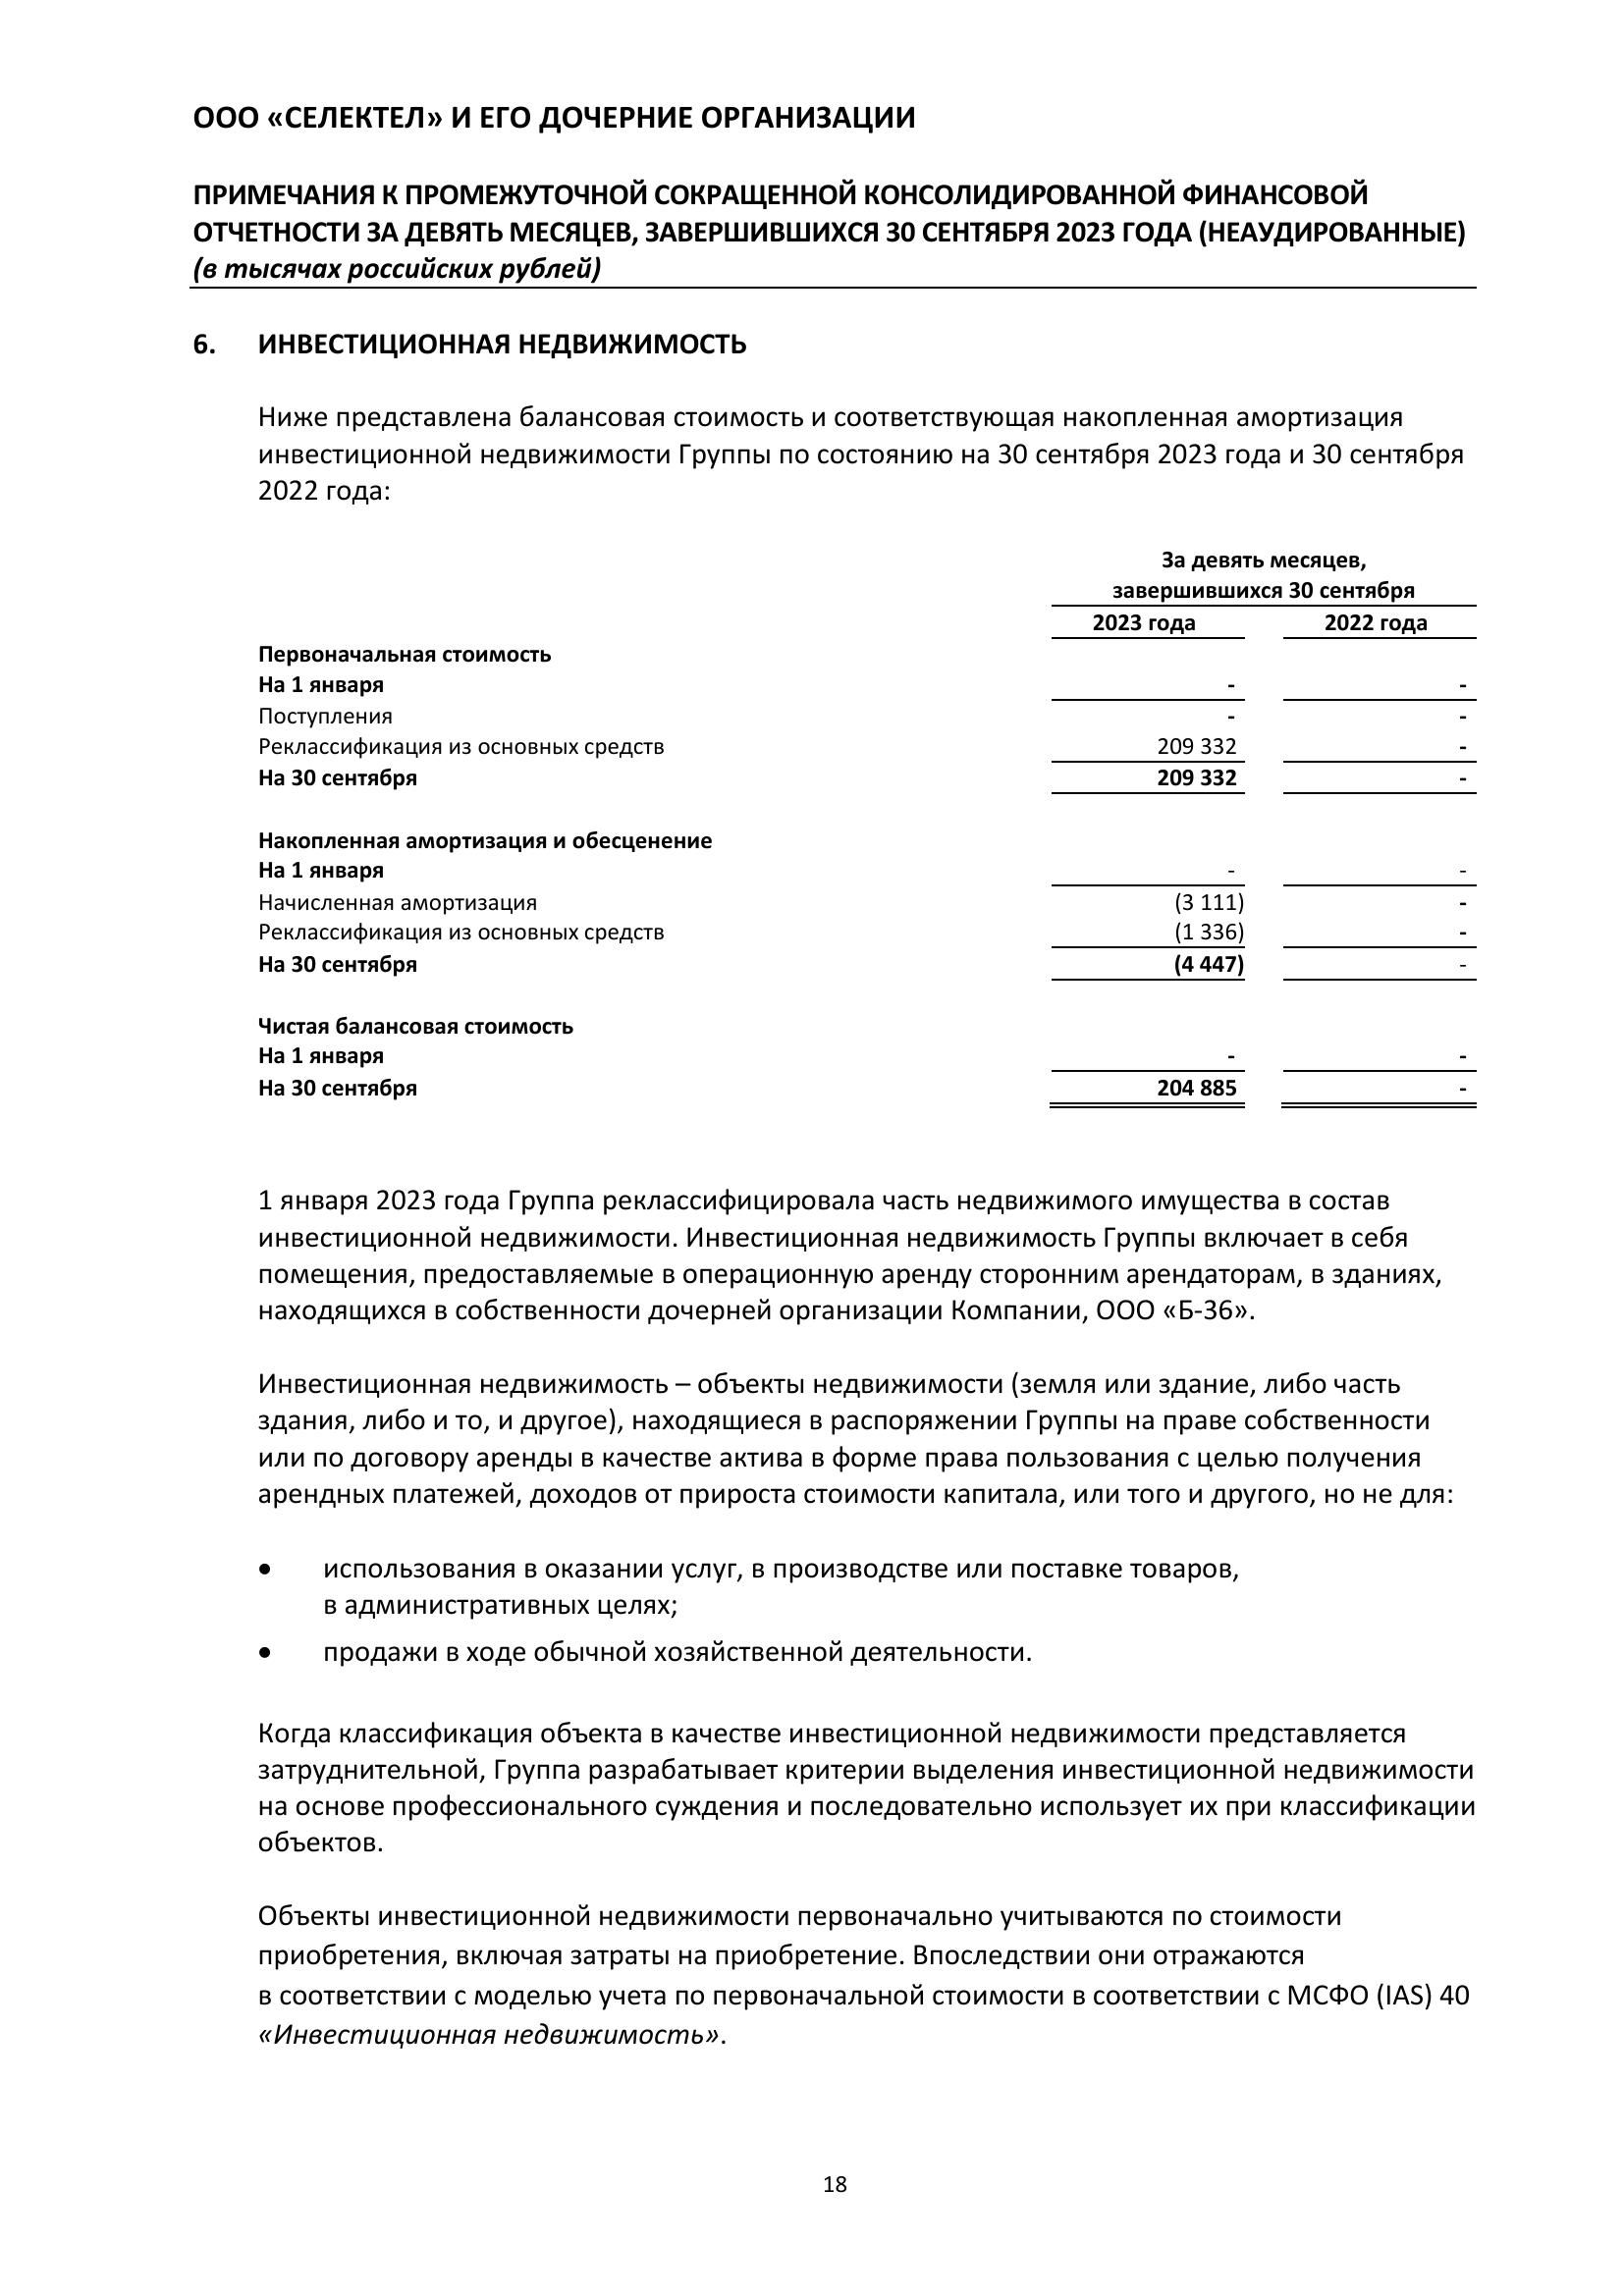 ООО «СЕЛЕКТЕЛ» И ЕГО ДОЧЕРНИЕ ОРГАНИЗАЦИИ
ПРИМЕЧАНИЯ К ПРОМЕЖУТОЧНОЙ СОКРАЩЕННОЙ КОНСОЛИДИРОВАННОЙ ФИНАНСОВОЙ
ОТЧЕТНОСТИ ЗА ДЕВЯТЬ МЕСЯЦЕВ, ЗАВЕРШИВШИХСЯ 30 СЕНТЯБРЯ 2023 ГОДА (НЕАУДИРОВАННЫЕ)
(в тысячах российских рублей)
6. ИНВЕСТИЦИОННАЯ НЕДВИЖИМОСТЬ
Ниже представлена балансовая стоимость и соответствующая накопленная амортизация
инвестиционной недвижимости Группы по состоянию на 30 сентября 2023 года и 30 сентября
2022 года:
За девять месяцев,
завершившихся 30 сентября
2023 года 2022 года
Первоначальная стоимость
На 1 января - -
Поступления - -
Реклассификация из основных средств 209 332 -
На 30 сентября 209 332 -
Накопленная амортизация и обесценение
На 1 января - -
Начисленная амортизация (3 111) -
Реклассификация из основных средств (1 336) -
На 30 сентября (4 447) -
Чистая балансовая стоимость
На 1 января - -
На 30 сентября 204 885 -
1 января 2023 года Группа реклассифицировала часть недвижимого имущества в состав
инвестиционной недвижимости. Инвестиционная недвижимость Группы включает в себя
помещения, предоставляемые в операционную аренду сторонним арендаторам, в зданиях,
находящихся в собственности дочерней организации Компании, ООО «Б-36».
Инвестиционная недвижимость – объекты недвижимости (земля или здание, либо часть
здания, либо и то, и другое), находящиеся в распоряжении Группы на праве собственности
или по договору аренды в качестве актива в форме права пользования с целью получения
арендных платежей, доходов от прироста стоимости капитала, или того и другого, но не для:
• использования в оказании услуг, в производстве или поставке товаров,
в административных целях;
• продажи в ходе обычной хозяйственной деятельности.
Когда классификация объекта в качестве инвестиционной недвижимости представляется
затруднительной, Группа разрабатывает критерии выделения инвестиционной недвижимости
на основе профессионального суждения и последовательно использует их при классификации
объектов.
Объекты инвестиционной недвижимости первоначально учитываются по стоимости
приобретения, включая затраты на приобретение. Впоследствии они отражаются
в соответствии с моделью учета по первоначальной стоимости в соответствии с МСФО (IAS) 40
«Инвестиционная недвижимость».
18